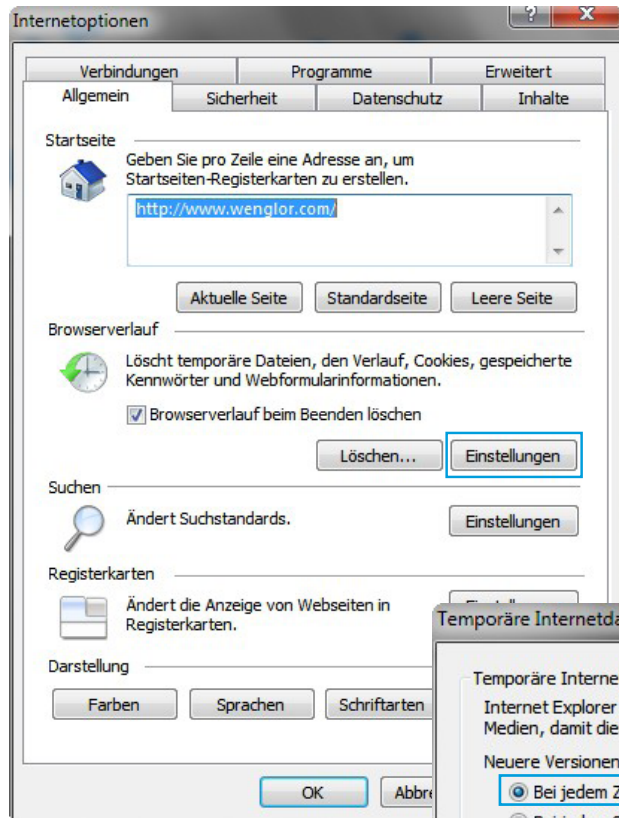 Internetoptionen
Verbindungen Programme Erweitert
Allgemein Sicherheit Datenschutz Inhalte
Startseite
Geben Sie pro Zeile eine Adresse an, um
Startseiten-Registerkarten zu erstellen.
http://www.wenglor.com/
Aktuelle Seite Standardseite Leere Seite
Browserverlauf
Löscht temporäre Dateien, den Verlauf, Cookies, gespeicherte
Kennwörter und Webformularinformationen.
Browserverlauf beim Beenden löschen
Löschen... Einstellungen
Suchen
Ändert Suchstandards.
Einstellungen
Registerkarten
Ändert die Anzeige von Webseiten in
Registerkarten.
Darstellung
Farben Sprachen Schriftarten
OK
Temporäre
Temporäre
Internet Explorer
Medien, damit die
Neuere Versionen
Bei jedem